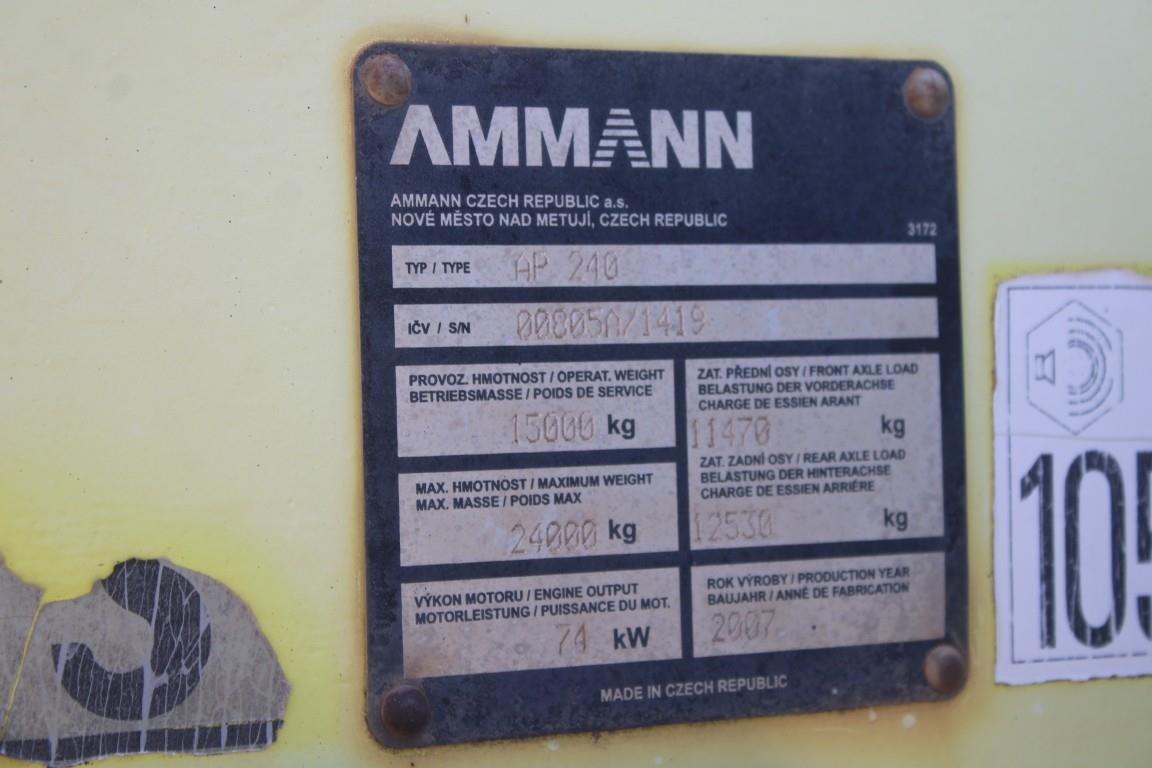 AMMANN
AMMANN CZECH REPUBLIC a.s.
NOVÉ MĚSTO NAD METUJÍ, CZECH REPUBLIC
3172
TYP / TYPE AP 240
IČV / S/N 00805A/1419
PROVOZ. HMOTNOST / OPERAT. WEIGHT
BETRIEBSMASSE / POIDS DE SERVICE
15000 kg
MAX. HMOTNOST / MAXIMUM WEIGHT
MAX. MASSE / POIDS MAX
24000 kg
VÝKON MOTORU / ENGINE OUTPUT
MOTORLEISTUNG / PUISSANCE DU MOT.
74 kW
ZAT. PŘEDNÍ OSY / FRONT AXLE LOAD
BELASTUNG DER VORDERACHSE
CHARGE DE ESSIEN ARANT
11470 kg
ZAT. ZADNÍ OSY / REAR AXLE LOAD
BELASTUNG DER HINTERACHSE
CHARGE DE ESSIEN ARRIÉRE
12530 kg
ROK VÝROBY / PRODUCTION YEAR
BAUJAHR / ANNÉ DE FABRICATION
2007
MADE IN CZECH REPUBLIC
105